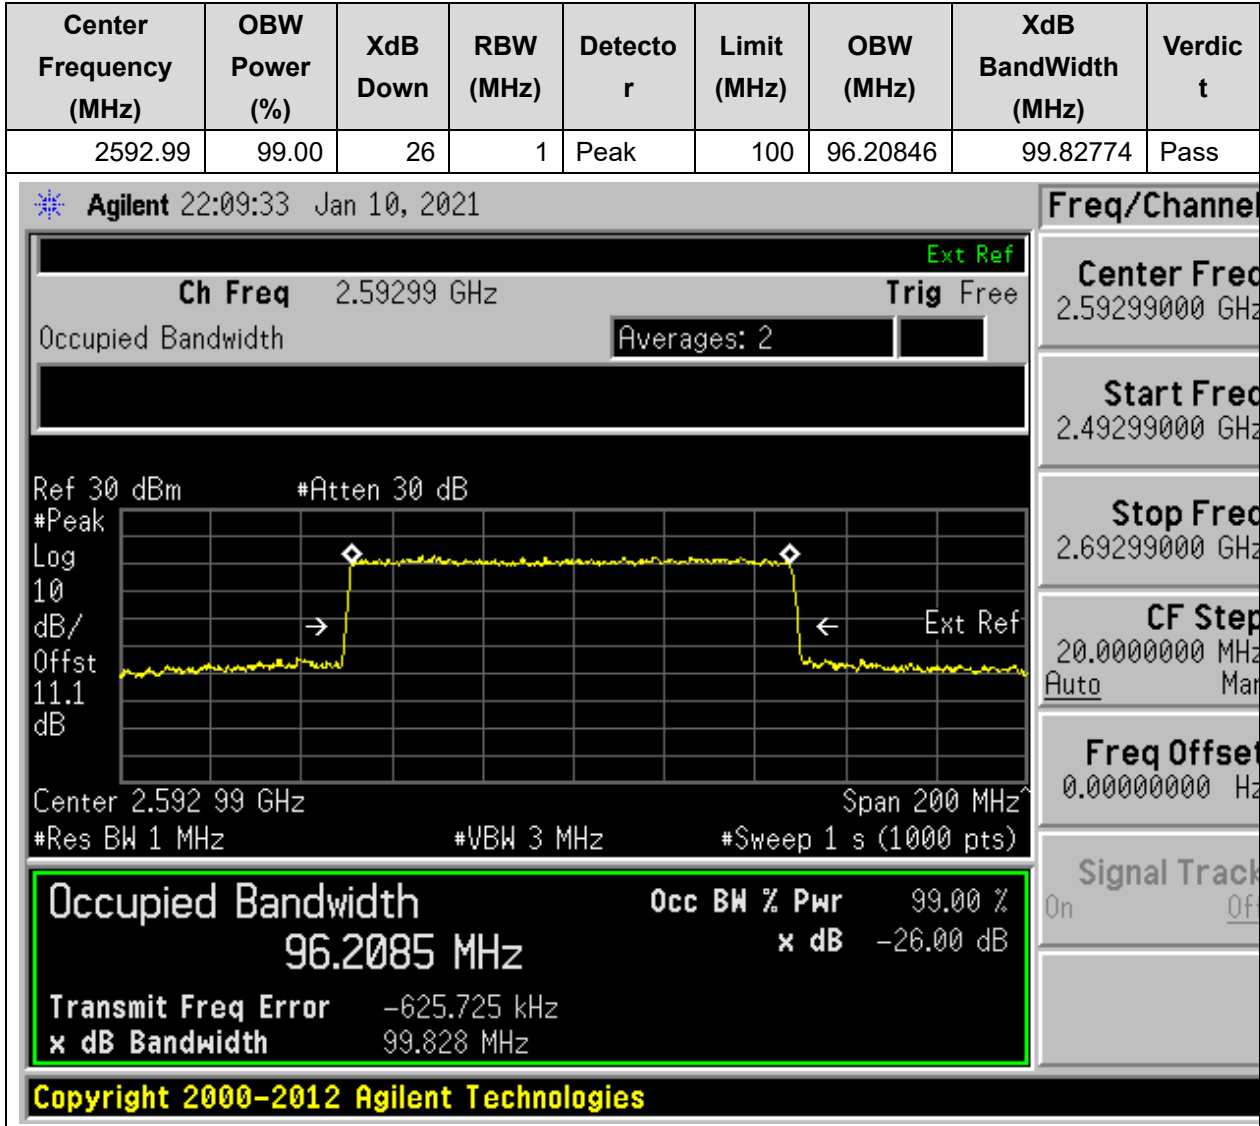 Center Frequency (MHz) OBW Power (%) XdB Down RBW (MHz) Detector Limit (MHz) OBW (MHz) XdB BandWidth (MHz) Verdict
2592.99 99.00 26 1 Peak 100 96.20846 99.82774 Pass
Agilent 22:09:33 Jan 10, 2021
Freq/Channel
Ext Ref
Ch Freq 2.59299 GHz Trig Free
Occupied Bandwidth Averages: 2
Center Freq
2.59299000 GHz
Start Freq
2.49299000 GHz
Stop Freq
2.69299000 GHz
CF Step
20.0000000 MHz
Auto Man
Freq Offset
0.00000000 Hz
Signal Track
On Off
Ref 30 dBm #Atten 30 dB
#Peak
Log
10
dB/
Offst
11.1
dB
→ ← Ext Ref
Center 2.592 99 GHz Span 200 MHz^
#Res BW 1 MHz #VBW 3 MHz #Sweep 1 s (1000 pts)
Occupied Bandwidth
96.2085 MHz
Occ BW % Pwr 99.00 %
x dB -26.00 dB
Transmit Freq Error -625.725 kHz
x dB Bandwidth 99.828 MHz
Copyright 2000-2012 Agilent Technologies